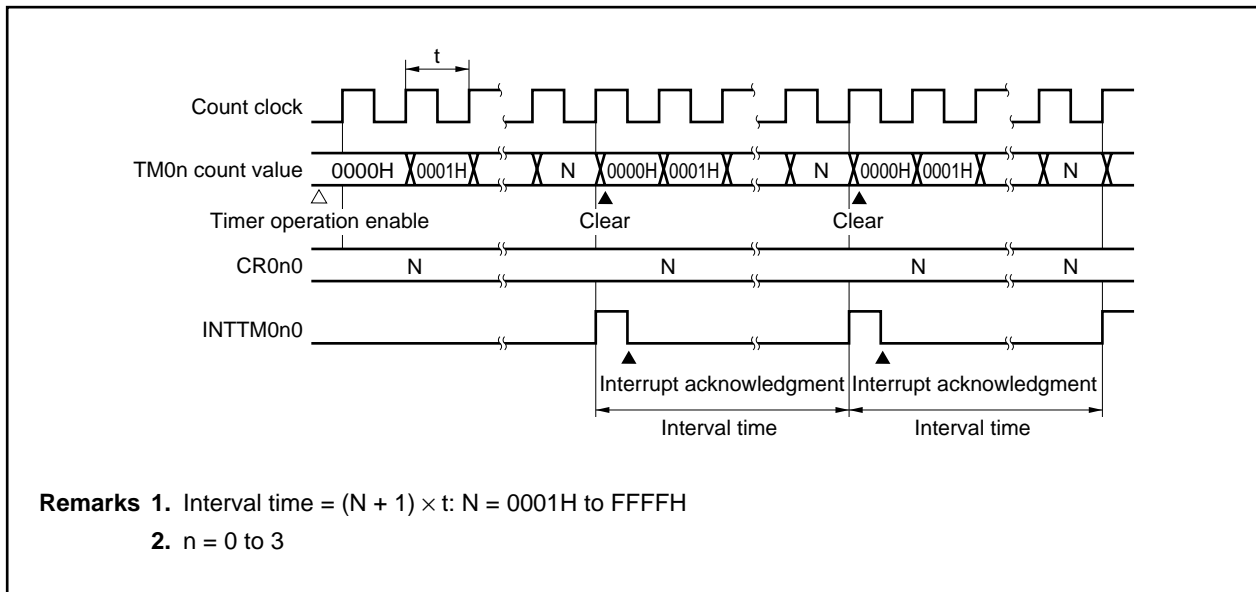 t
Count clock
TM0n count value 0000H 0001H N 0000H 0001H N 0000H 0001H N
Timer operation enable Clear Clear
CR0n0 N N N N
INTTM0n0
Interrupt acknowledgment Interrupt acknowledgment
Interval time Interval time
Remarks 1. Interval time = (N + 1) × t: N = 0001H to FFFFH
2. n = 0 to 3